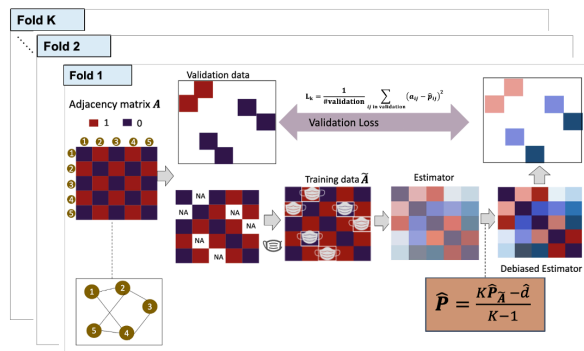 Fold K
Fold 2
Fold 1
Validation data
L_k = 1/#validation ∑_{ij in validation} (a_ij − p̂_ij)²
Validation Loss
Adjacency matrix A
1 0
1 2 3 4 5
1
2
3
4
5
Training data Ã
Estimator
NA
NA
NA NA
NA
NA
Debiased Estimator
P̂ = (K P̂_Ã − d̂) / (K − 1)
1 2 3
5 4